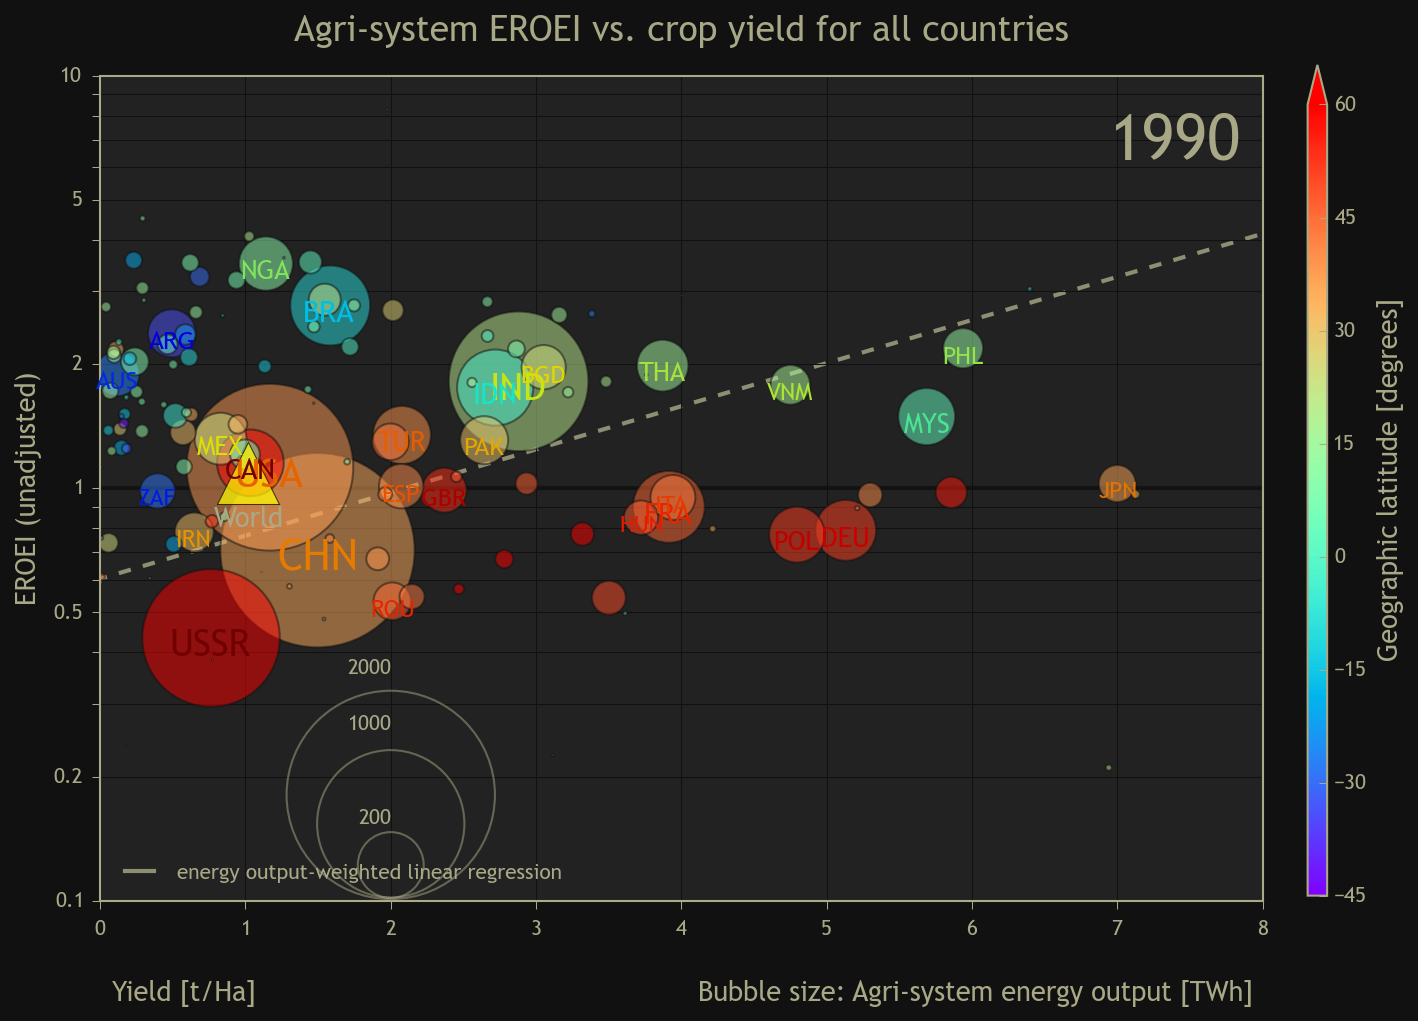 Agri-system EROEI vs. crop yield for all countries
1990
10
5
2
1
0.5
0.2
0.1
EROEI (unadjusted)
NGA
BRA
ARG
AUS
IDN
IND
BGD
THA
VNM
PHL
MYS
MEX
CAN
USA
World
TUR
PAK
ZAF
ESP
GBR
ITA
FRA
HUN
JPN
IRN
CHN
POL
DEU
ROU
USSR
2000
1000
200
energy output-weighted linear regression
0 1 2 3 4 5 6 7 8
Yield [t/Ha]
Bubble size: Agri-system energy output [TWh]
60
45
30
15
0
−15
−30
−45
Geographic latitude [degrees]